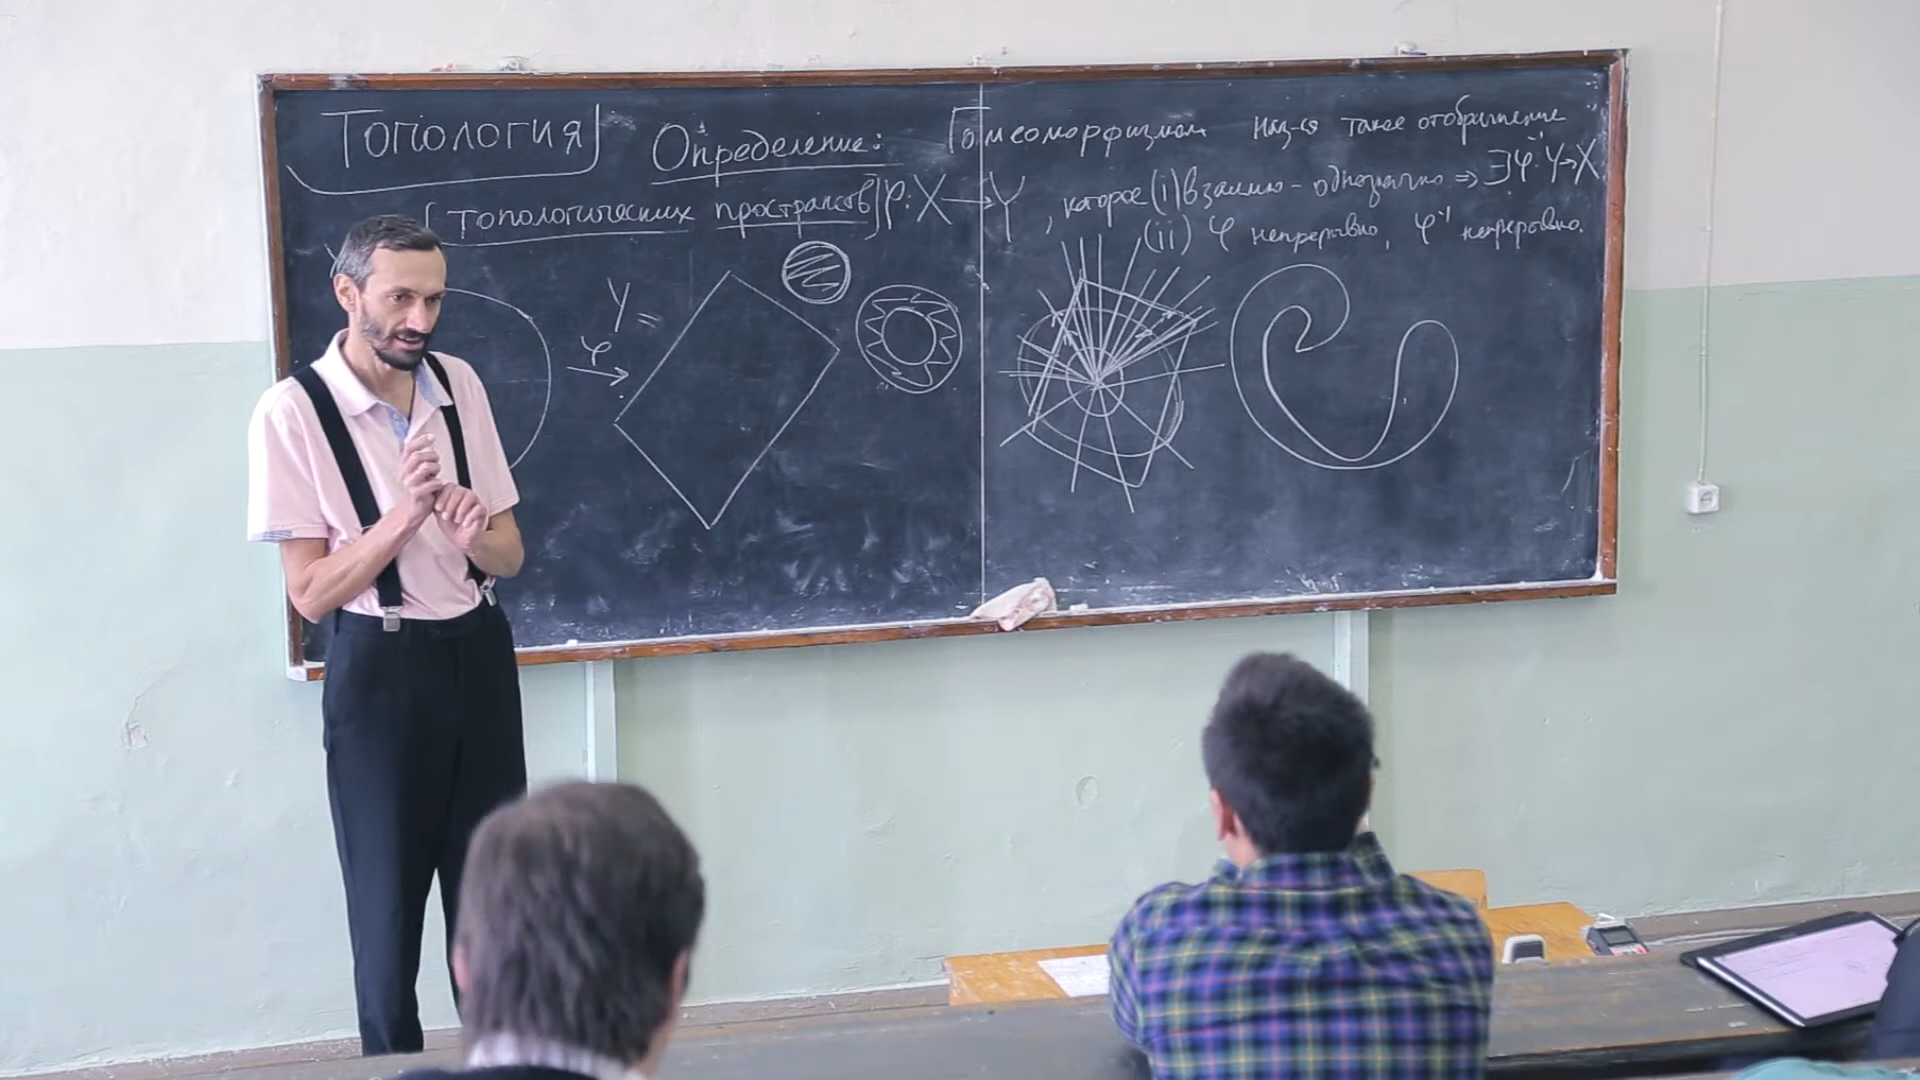 Топология Определение: Гомеоморфизмом наз-ся такое отображение
[топологических пространств] φ: X → Y, которое (i) взаимно-однозначно ⇒ ∃φ⁻¹: Y→X
(ii) φ непрерывно, φ⁻¹ непрерывно.
Y =
φ